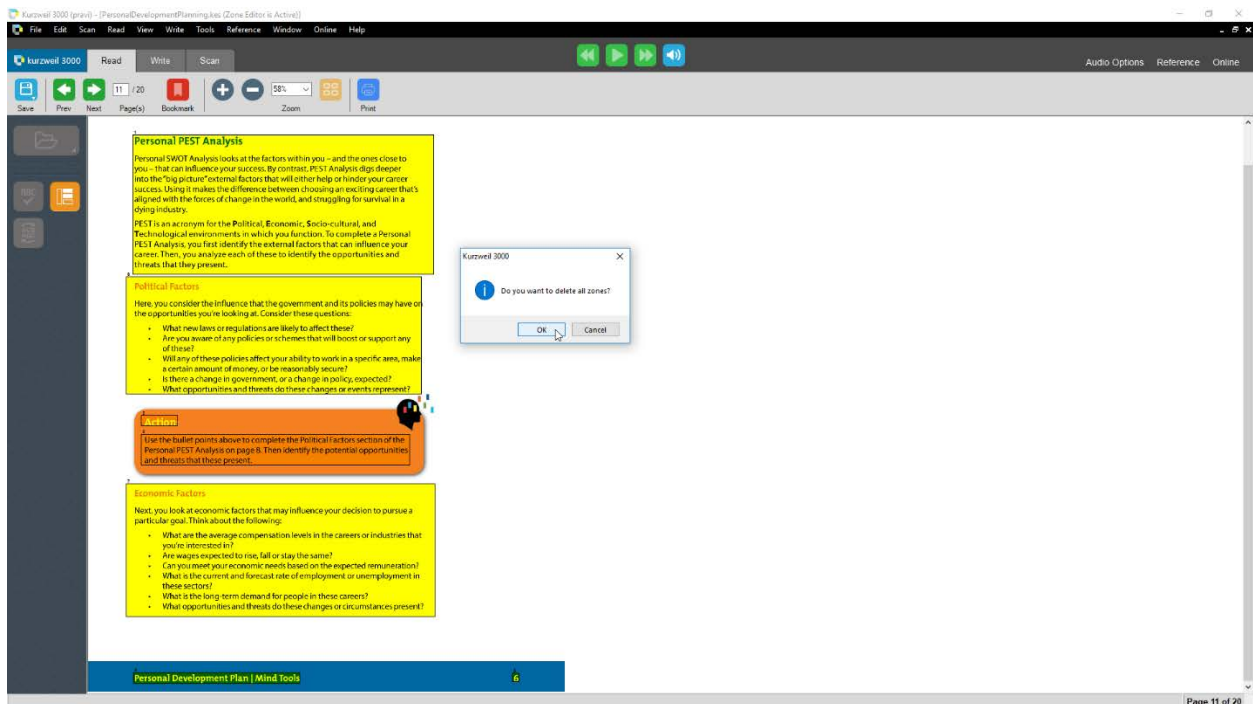 Kurzweil 3000 (pravi) - [PersonalDevelopmentPlanning.kes (Zone Editor is Active)]
File Edit Scan Read View Write Tools Reference Window Online Help
kurzweil 3000 Read Write Scan Audio Options Reference Online
11 / 20 58%
Save Prev Next Page(s) Bookmark Zoom Print
Personal PEST Analysis
Personal SWOT Analysis looks at the factors within you – and the ones close to
you – that can influence your success. By contrast, PEST Analysis digs deeper
into the "big picture" external factors that will either help or hinder your career
success. Using it makes the difference between choosing an exciting career that's
aligned with the forces of change in the world, and struggling for survival in a
dying industry.
PEST is an acronym for the Political, Economic, Socio-cultural, and
Technological environments in which you function. To complete a Personal
PEST Analysis, you first identify the external factors that can influence your
career. Then, you analyze each of these to identify the opportunities and
threats that they present.
Political Factors
Here, you consider the influence that the government and its policies may have on
the opportunities you're looking at. Consider these questions:
• What new laws or regulations are likely to affect these?
• Are you aware of any policies or schemes that will boost or support any
of these?
• Will any of these policies affect your ability to work in a specific area, make
a certain amount of money, or be reasonably secure?
• Is there a change in government, or a change in policy, expected?
• What opportunities and threats do these changes or events represent?
Action
Use the bullet points above to complete the Political Factors section of the
Personal PEST Analysis on page 8. Then identify the potential opportunities
and threats that these present.
Economic Factors
Next, you look at economic factors that may influence your decision to pursue a
particular goal. Think about the following:
• What are the average compensation levels in the careers or industries that
you're interested in?
• Are wages expected to rise, fall or stay the same?
• Can you meet your economic needs based on the expected remuneration?
• What is the current and forecast rate of employment or unemployment in
these sectors?
• What is the long-term demand for people in these careers?
• What opportunities and threats do these changes or circumstances present?
Personal Development Plan | Mind Tools 6
Kurzweil 3000
Do you want to delete all zones?
OK Cancel
Page 11 of 20